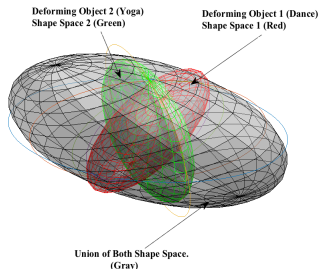 Deforming Object 2 (Yoga)
Shape Space 2 (Green)
Deforming Object 1 (Dance)
Shape Space 1 (Red)
Union of Both Shape Space.
(Gray)